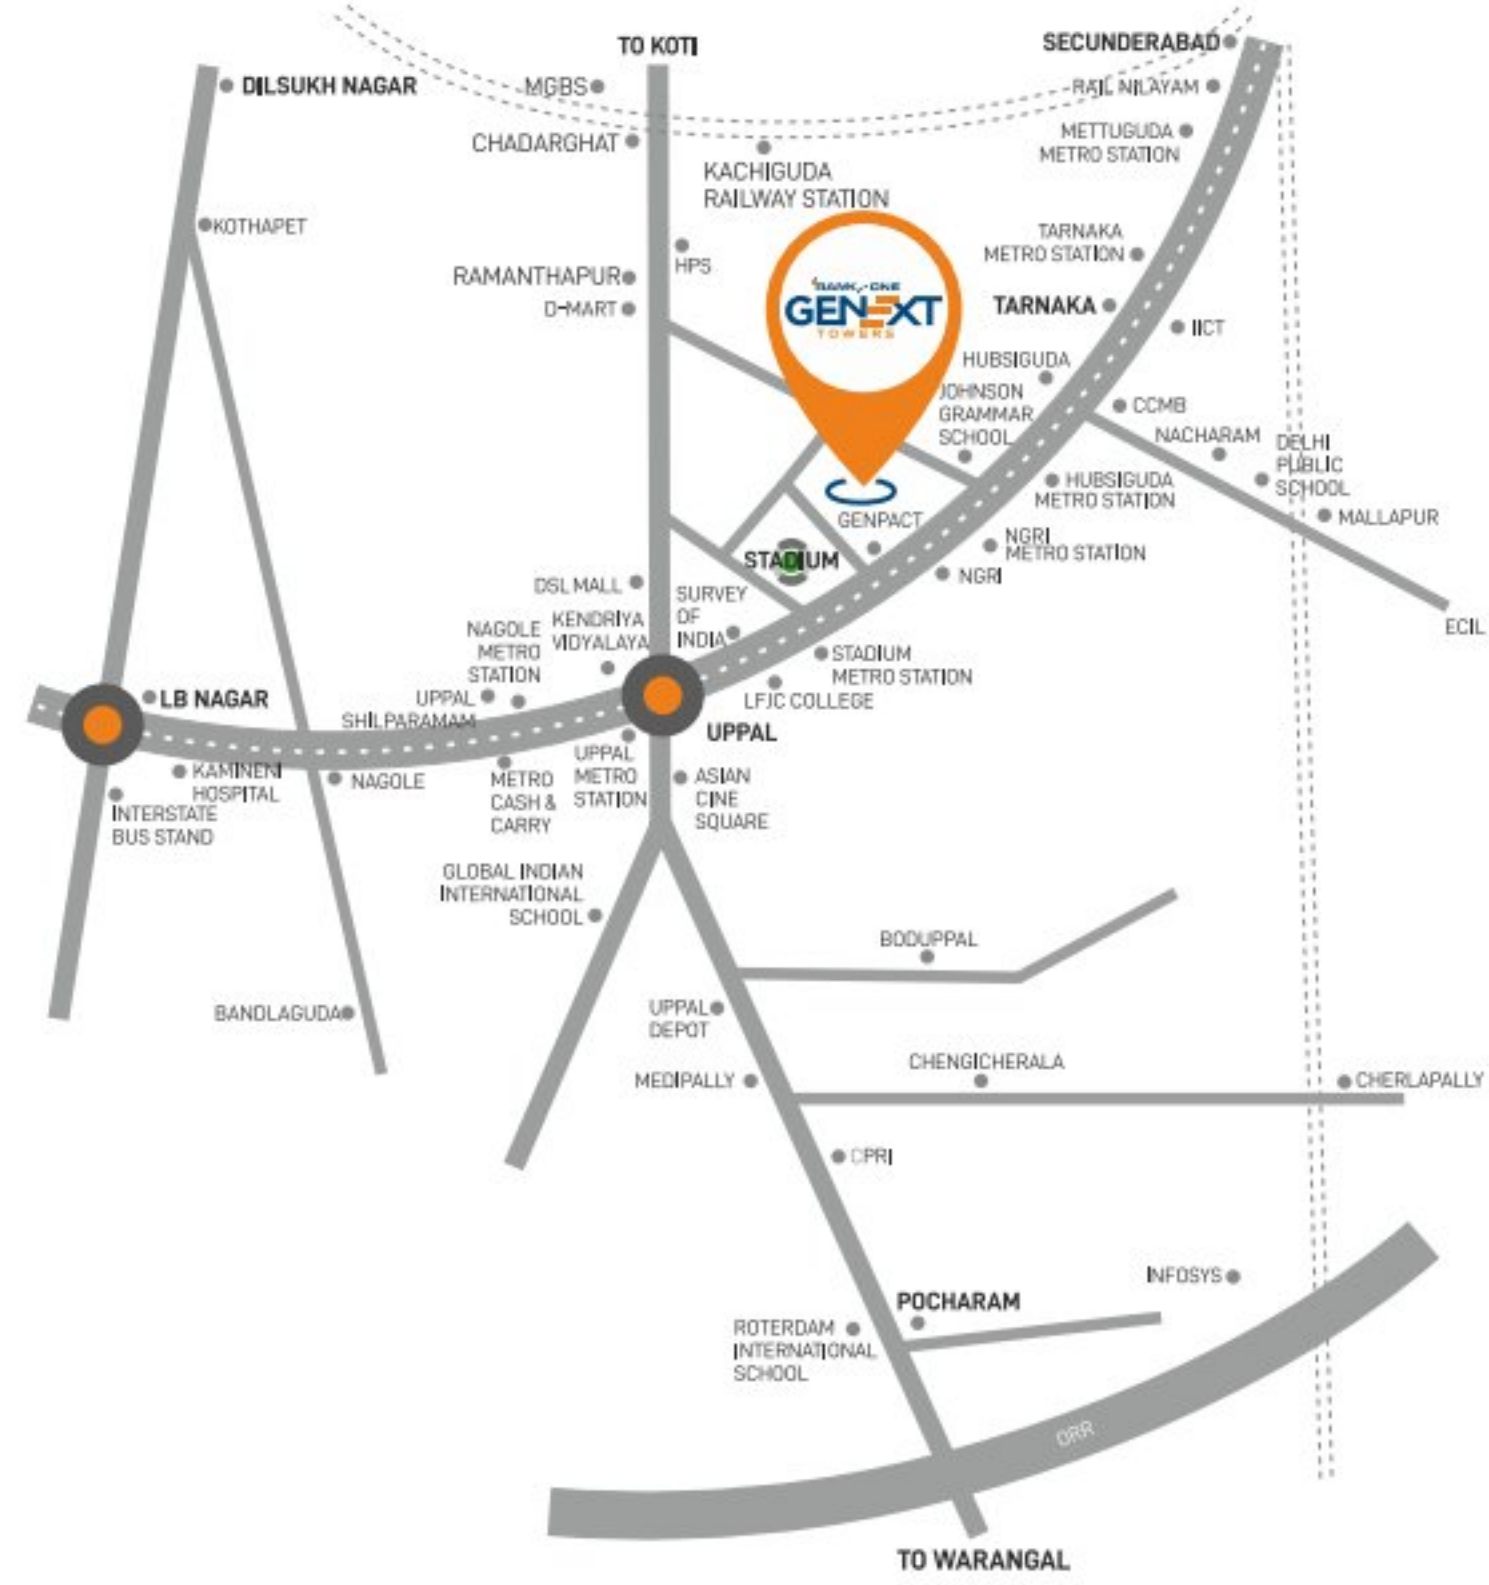 TO KOTI
SECUNDERABAD
DILSUKH NAGAR
MGBS
RAIL NILAYAM
CHADARGHAT
METTUGUDA
METRO STATION
KACHIGUDA
RAILWAY STATION
KOTHAPET
TARNAKA
METRO STATION
HPS
RAMANTHAPUR
D-MART
GENEXT
TOWERS
TARNAKA
IICT
HUBSIGUDA
JOHNSON
GRAMMAR
SCHOOL
CCMB
NACHARAM
DELHI
PUBLIC
SCHOOL
HUBSIGUDA
METRO STATION
MALLAPUR
GENPACT
NGRI
METRO STATION
STADIUM
NGRI
DSL MALL
SURVEY
OF
INDIA
KENDRIYA
VIDYALAYA
NAGOLE
METRO
STATION
ECIL
STADIUM
METRO STATION
LB NAGAR
UPPAL
SHILPARAMAM
LFJC COLLEGE
UPPAL
KAMINENI
HOSPITAL
NAGOLE
METRO
CASH &
CARRY
UPPAL
METRO
STATION
ASIAN
CINE
SQUARE
INTERSTATE
BUS STAND
GLOBAL INDIAN
INTERNATIONAL
SCHOOL
BODUPPAL
BANDLAGUDA
UPPAL
DEPOT
CHENGICHERALA
MEDIPALLY
CHERLAPALLY
CPRI
INFOSYS
POCHARAM
ROTERDAM
INTERNATIONAL
SCHOOL
ORR
TO WARANGAL